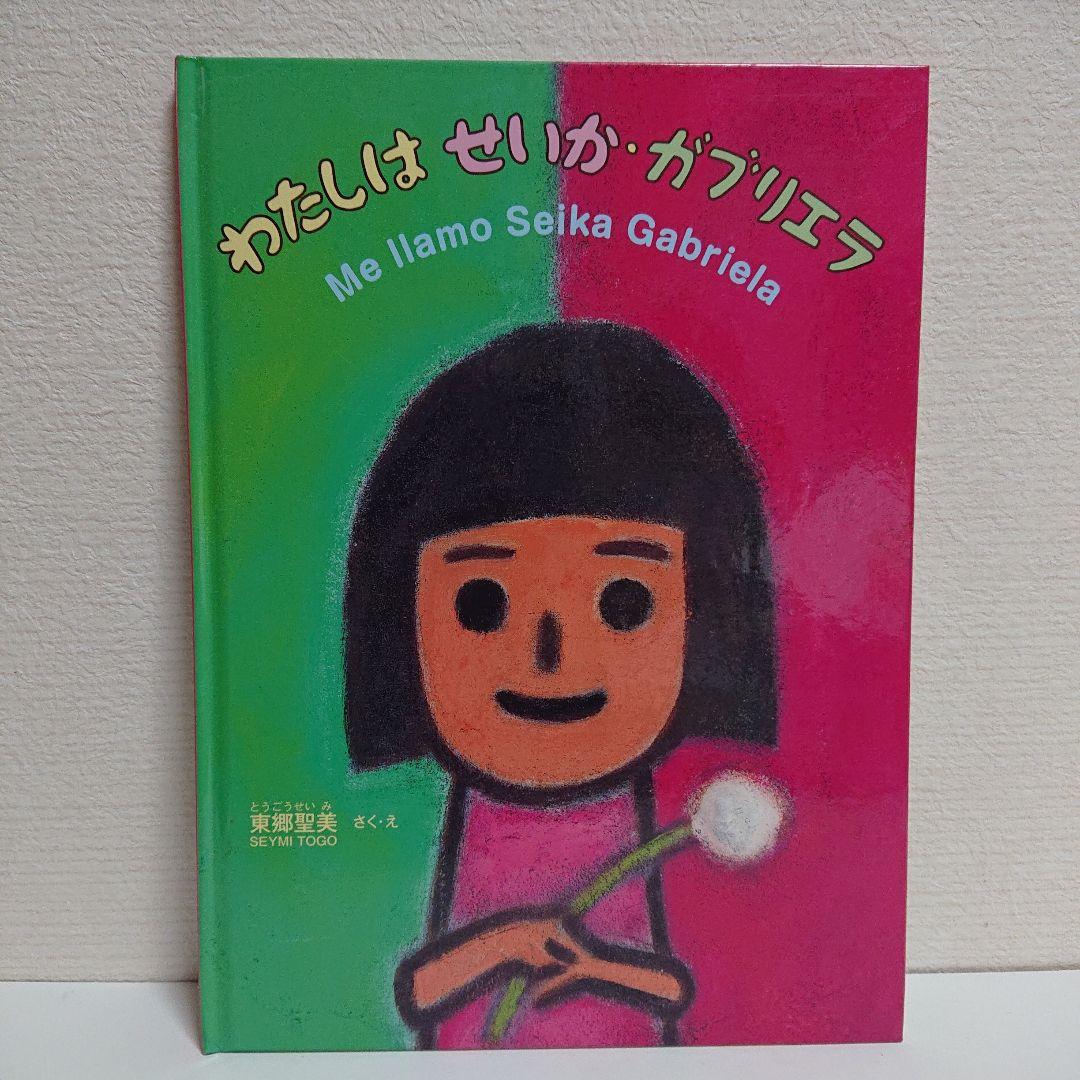 わたしは せいか・ガブリエラ
Me llamo Seika Gabriela
とうごうせいみ
東郷聖美 さく・え
SEYMI TOGO